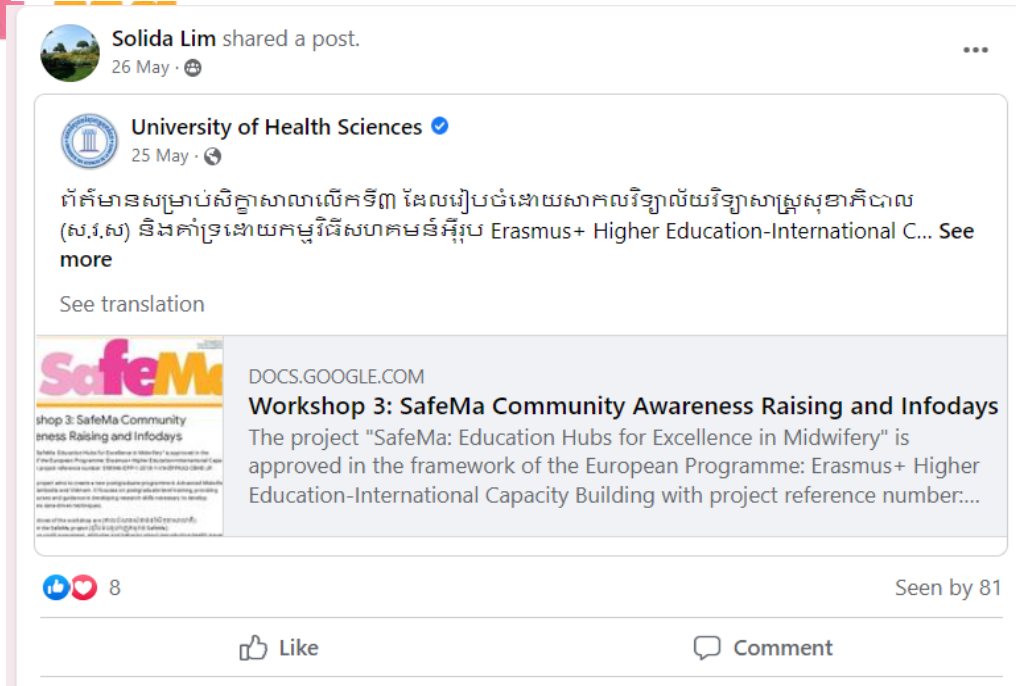 Solida Lim shared a post.
26 May ·
University of Health Sciences
25 May ·
ព័ត៌មានសម្រាប់សិក្ខាសាលាលើកទី៣ ដែលរៀបចំដោយសាកលវិទ្យាល័យវិទ្យាសាស្ត្រសុខាភិបាល
(ស.វ.ស) និងគាំទ្រដោយកម្មវិធីសហគមន៍អ៊ីរុប Erasmus+ Higher Education-International C... See
more
See translation
SafeMa
shop 3: SafeMa Community
eness Raising and Infodays
DOCS.GOOGLE.COM
Workshop 3: SafeMa Community Awareness Raising and Infodays
The project "SafeMa: Education Hubs for Excellence in Midwifery" is
approved in the framework of the European Programme: Erasmus+ Higher
Education-International Capacity Building with project reference number:...
8
Seen by 81
Like
Comment